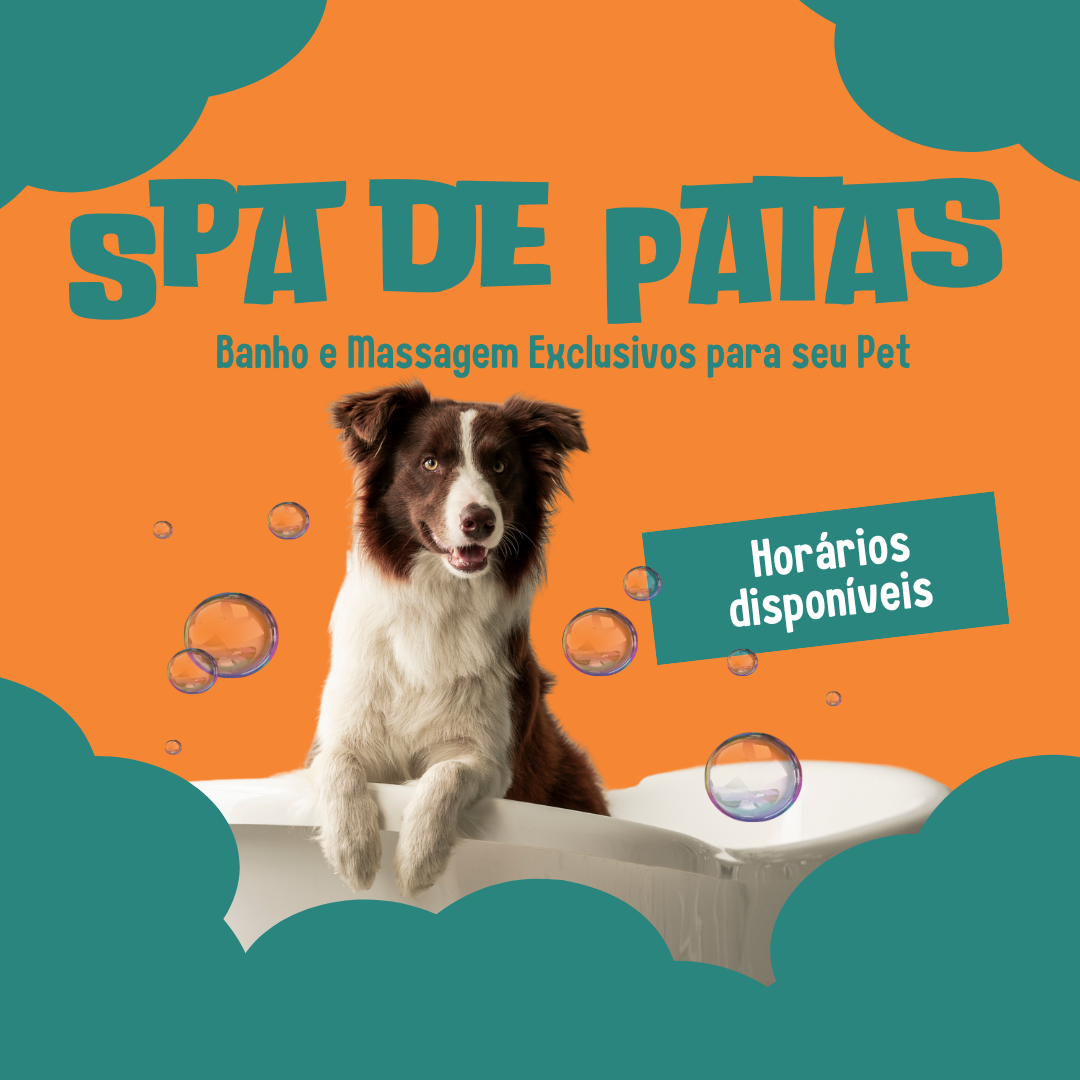 SPA DE PATAS
Banho e Massagem Exclusivos para seu Pet
Horários
disponíveis